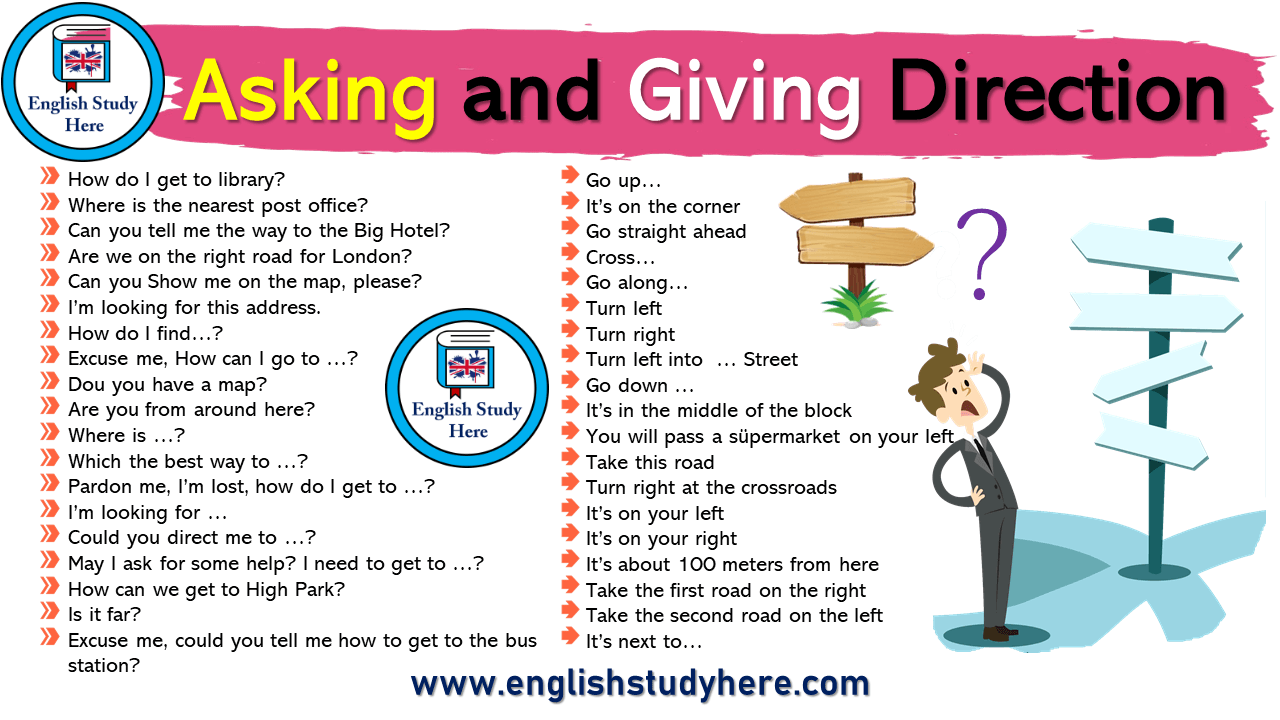 English Study
Here
Asking and Giving Direction
How do I get to library?
Where is the nearest post office?
Can you tell me the way to the Big Hotel?
Are we on the right road for London?
Can you Show me on the map, please?
I'm looking for this address.
How do I find...?
Excuse me, How can I go to ...?
Dou you have a map?
Are you from around here?
Where is ...?
Which the best way to ...?
Pardon me, I'm lost, how do I get to ...?
I'm looking for ...
Could you direct me to ...?
May I ask for some help? I need to get to ...?
How can we get to High Park?
Is it far?
Excuse me, could you tell me how to get to the bus
station?
English Study
Here
Go up...
It's on the corner
Go straight ahead
Cross...
Go along...
Turn left
Turn right
Turn left into  ... Street
Go down ...
It's in the middle of the block
You will pass a süpermarket on your left
Take this road
Turn right at the crossroads
It's on your left
It's on your right
It's about 100 meters from here
Take the first road on the right
Take the second road on the left
It's next to...
?
www.englishstudyhere.com